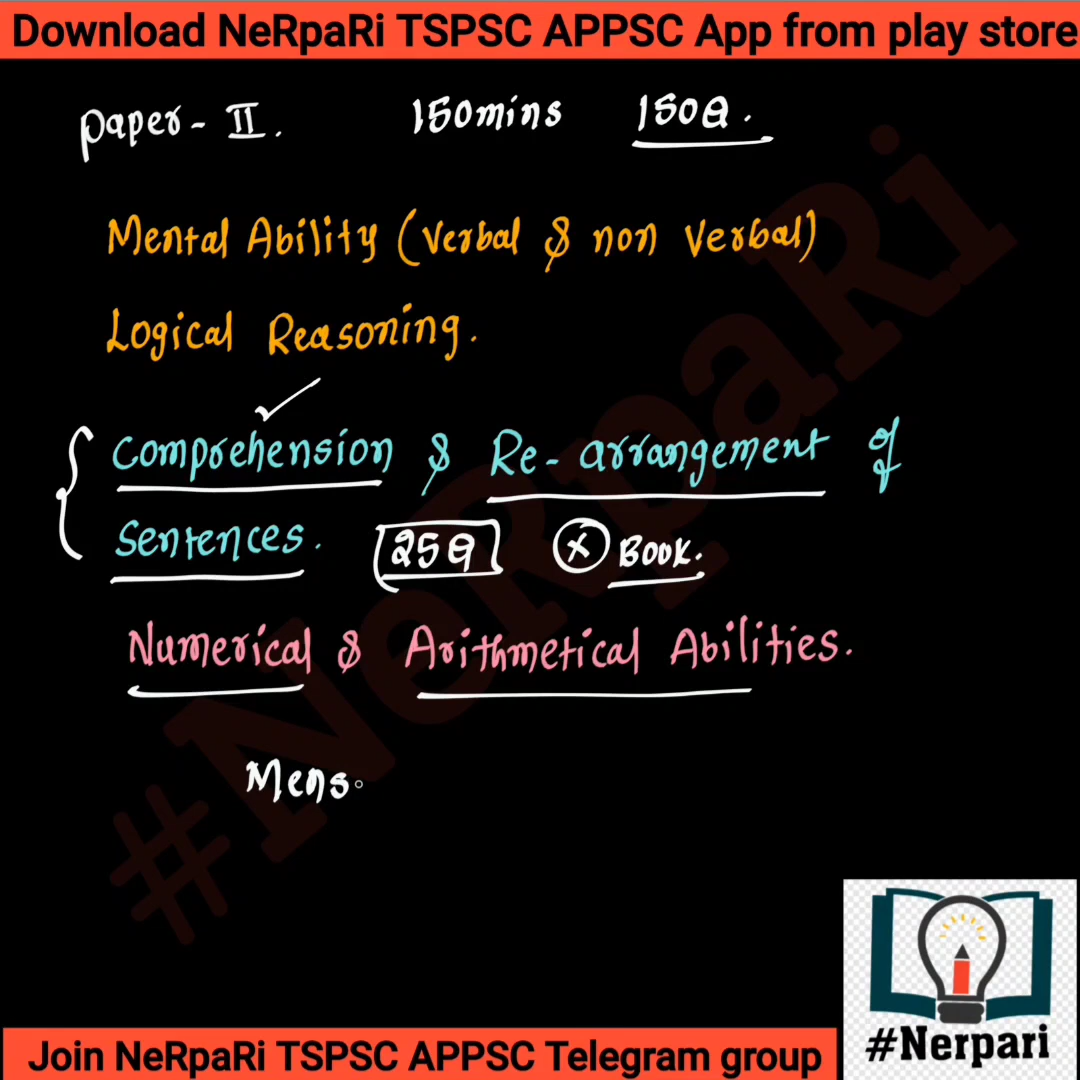 Download NeRpaRi TSPSC APPSC App from play store
Paper - II. 150mins 150Q.
Mental Ability (Verbal & non Verbal)
Logical Reasoning.
Comprehension & Re-arrangement of
Sentences. 25Q X Book.
Numerical & Arithmetical Abilities.
Mens
#NeRpaRi
#Nerpari
Join NeRpaRi TSPSC APPSC Telegram group